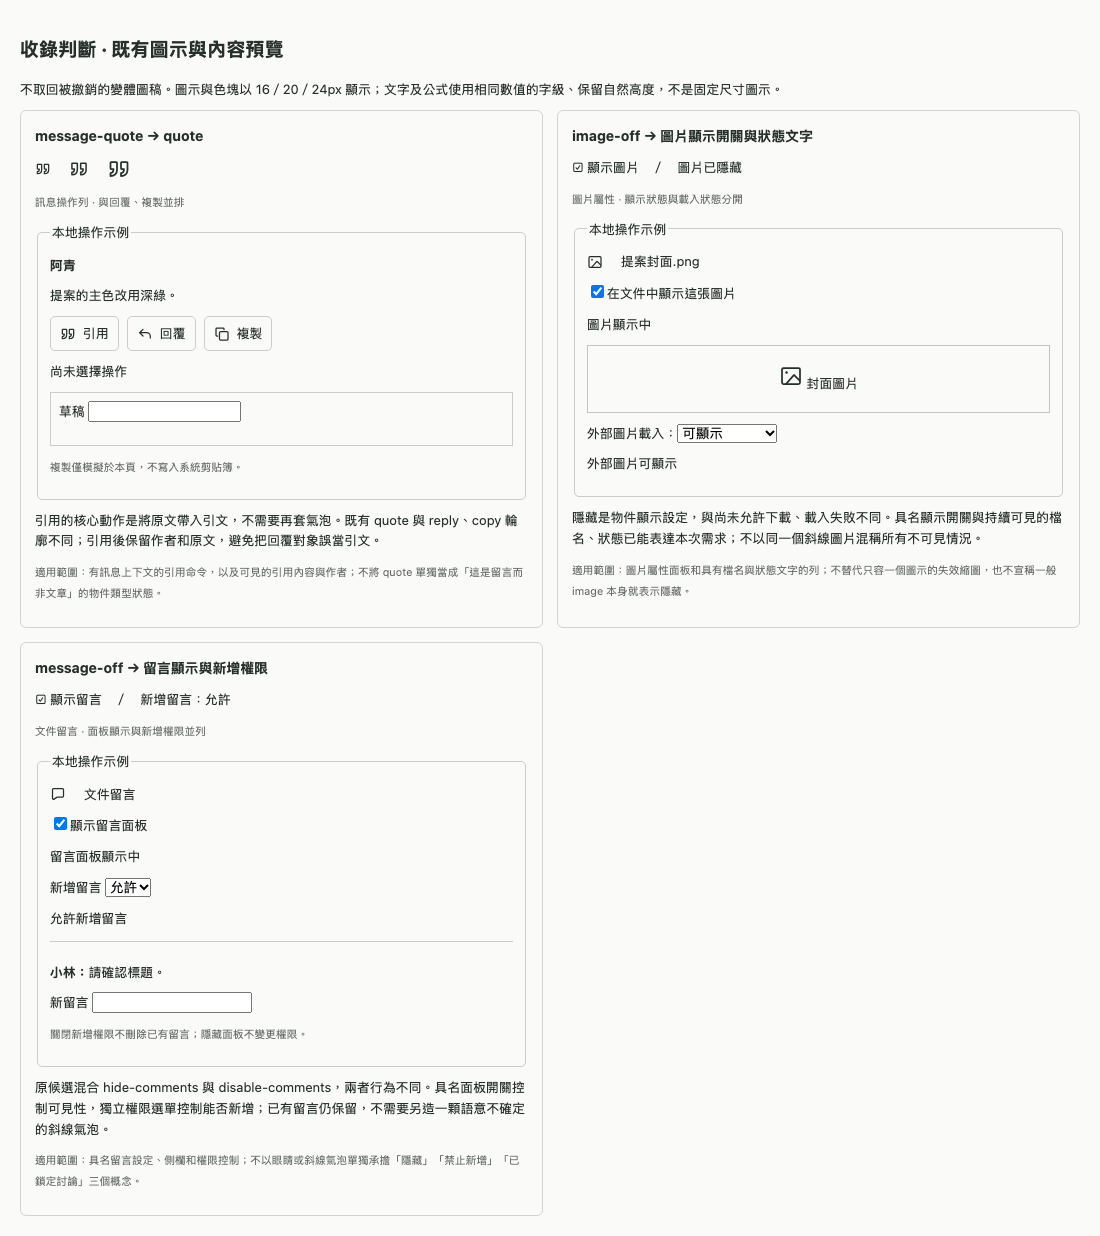 收錄判斷 · 既有圖示與內容預覽
不取回被撤銷的變體圖稿。圖示與色塊以 16 / 20 / 24px 顯示；文字及公式使用相同數值的字級、保留自然高度，不是固定尺寸圖示。
message-quote → quote
訊息操作列 · 與回覆、複製並排
本地操作示例
阿青
提案的主色改用深綠。
引用 回覆 複製
尚未選擇操作
草稿
複製僅模擬於本頁，不寫入系統剪貼簿。
引用的核心動作是將原文帶入引文，不需要再套氣泡。既有 quote 與 reply、copy 輪
廓不同；引用後保留作者和原文，避免把回覆對象誤當引文。
適用範圍：有訊息上下文的引用命令，以及可見的引用內容與作者；不將 quote 單獨當成「這是留言而
非文章」的物件類型狀態。
image-off → 圖片顯示開關與狀態文字
顯示圖片 / 圖片已隱藏
圖片屬性 · 顯示狀態與載入狀態分開
本地操作示例
提案封面.png
在文件中顯示這張圖片
圖片顯示中
封面圖片
外部圖片載入：可顯示
外部圖片可顯示
隱藏是物件顯示設定，與尚未允許下載、載入失敗不同。具名顯示開關與持續可見的檔
名、狀態已能表達本次需求；不以同一個斜線圖片混稱所有不可見情況。
適用範圍：圖片屬性面板和具有檔名與狀態文字的列；不替代只容一個圖示的失效縮圖，也不宣稱一般
image 本身就表示隱藏。
message-off → 留言顯示與新增權限
顯示留言 / 新增留言：允許
文件留言 · 面板顯示與新增權限並列
本地操作示例
文件留言
顯示留言面板
留言面板顯示中
新增留言 允許
允許新增留言
小林：請確認標題。
新留言
關閉新增權限不刪除已有留言；隱藏面板不變更權限。
原候選混合 hide-comments 與 disable-comments，兩者行為不同。具名面板開關控
制可見性，獨立權限選單控制能否新增；已有留言仍保留，不需要另造一顆語意不確定
的斜線氣泡。
適用範圍：具名留言設定、側欄和權限控制；不以眼睛或斜線氣泡單獨承擔「隱藏」「禁止新增」「已
鎖定討論」三個概念。